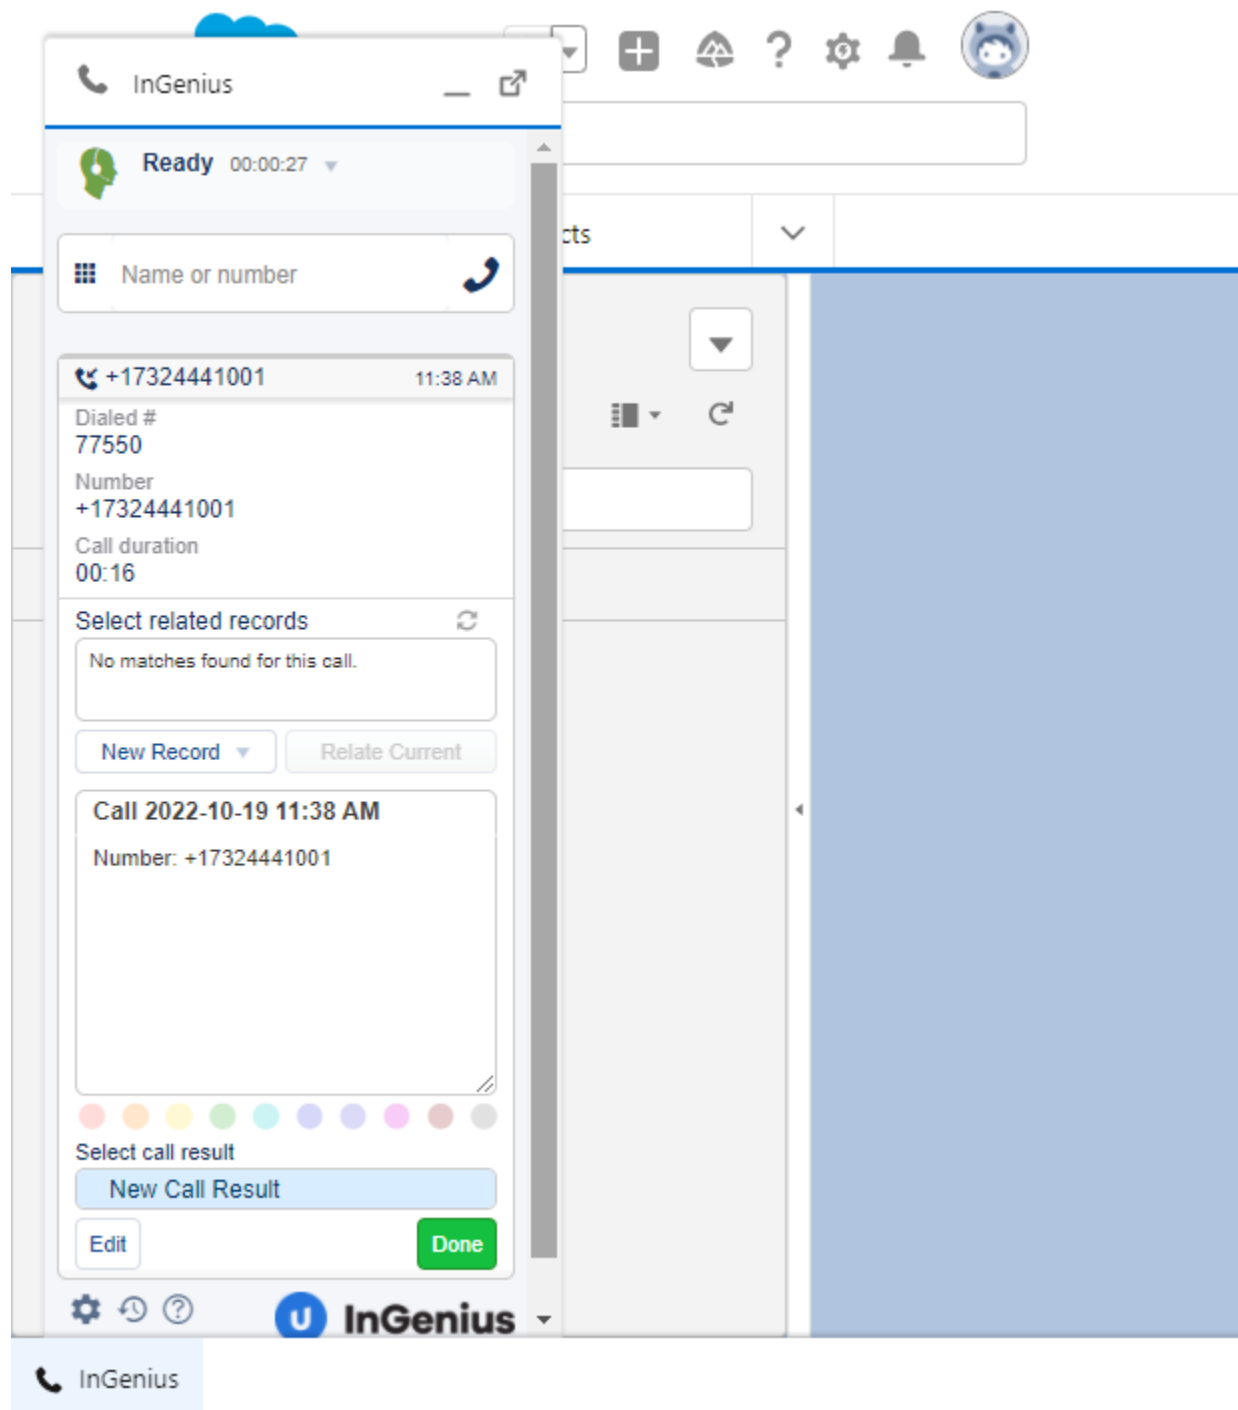 InGenius
Ready 00:00:27
cts
Name or number
+17324441001 11:38 AM
Dialed #
77550
Number
+17324441001
Call duration
00:16
Select related records
No matches found for this call.
New Record Relate Current
Call 2022-10-19 11:38 AM
Number: +17324441001
Select call result
New Call Result
Edit Done
u InGenius
InGenius